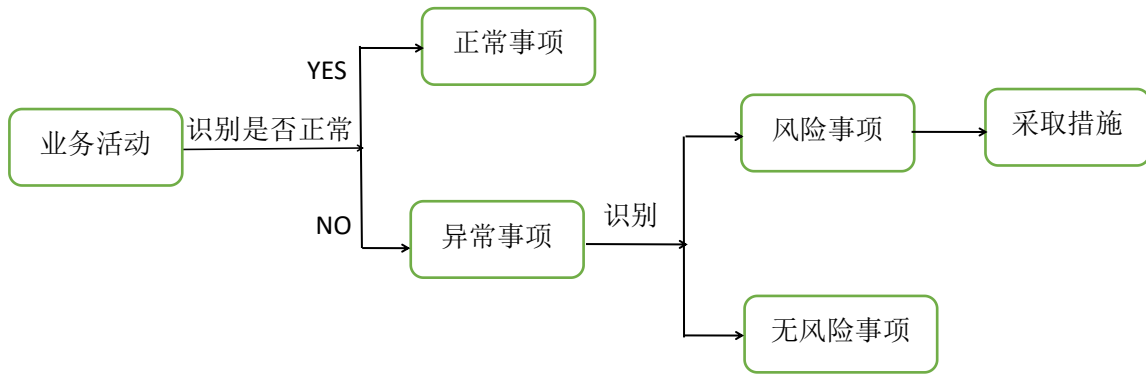 正常事项
YES
业务活动
识别是否正常
风险事项
采取措施
NO
异常事项
识别
无风险事项